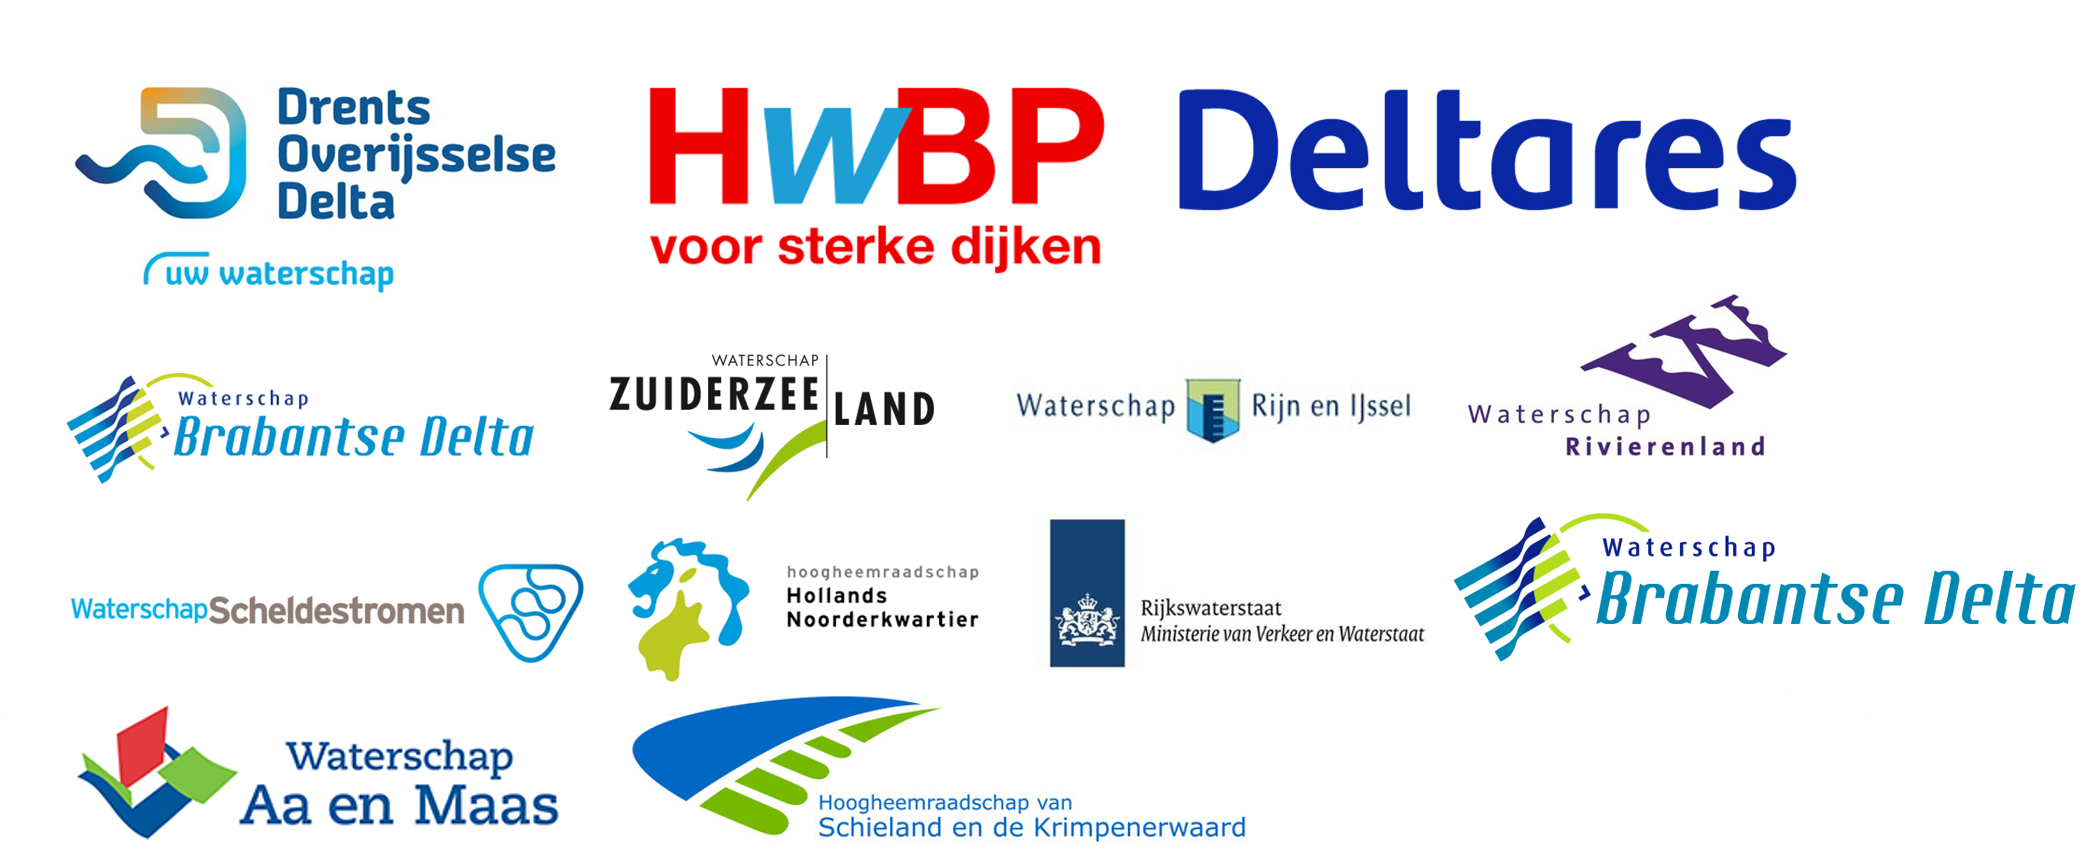 Drents
Overijsselse
Delta
uw waterschap
HwBP
voor sterke dijken
Deltares
Waterschap
Brabantse Delta
WATERSCHAP
ZUIDERZEE
LAND
Waterschap Rijn en IJssel
Waterschap
Rivierenland
WaterschapScheldestromen
hoogheemraadschap
Hollands
Noorderkwartier
Rijkswaterstaat
Ministerie van Verkeer en Waterstaat
Waterschap
Brabantse Delta
Waterschap
Aa en Maas
Hoogheemraadschap van
Schieland en de Krimpenerwaard